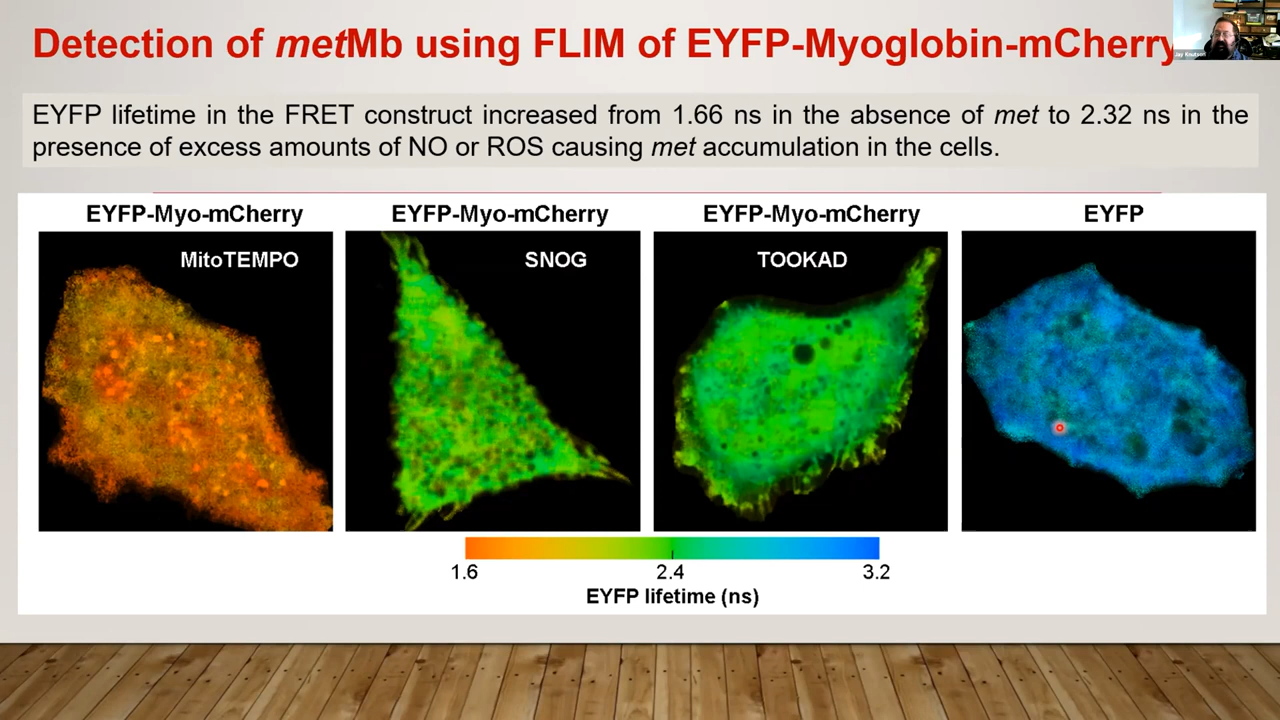 Detection of metMb using FLIM of EYFP-Myoglobin-mCherry
Jay Knutson
EYFP lifetime in the FRET construct increased from 1.66 ns in the absence of met to 2.32 ns in the
presence of excess amounts of NO or ROS causing met accumulation in the cells.
EYFP-Myo-mCherry
EYFP-Myo-mCherry
EYFP-Myo-mCherry
EYFP
MitoTEMPO
SNOG
TOOKAD
1.6
2.4
3.2
EYFP lifetime (ns)